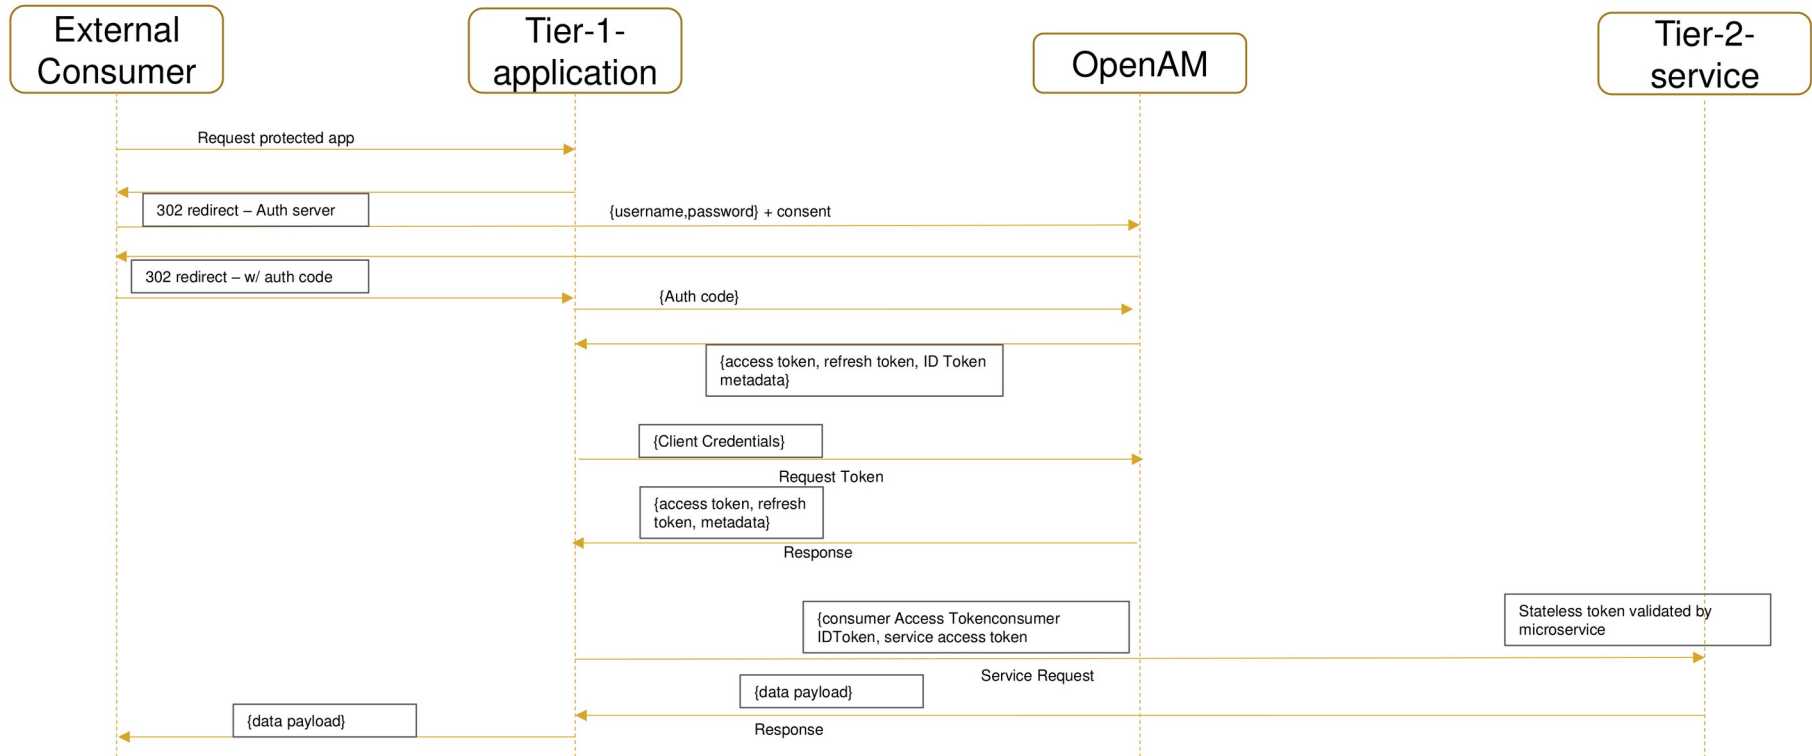 External
Consumer
Tier-1-
application
OpenAM
Tier-2-
service
Request protected app
302 redirect – Auth server
{username,password} + consent
302 redirect – w/ auth code
{Auth code}
{access token, refresh token, ID Token
metadata}
{Client Credentials}
Request Token
{access token, refresh
token, metadata}
Response
{consumer Access Tokenconsumer
IDToken, service access token
Stateless token validated by
microservice
Service Request
{data payload}
{data payload}
Response